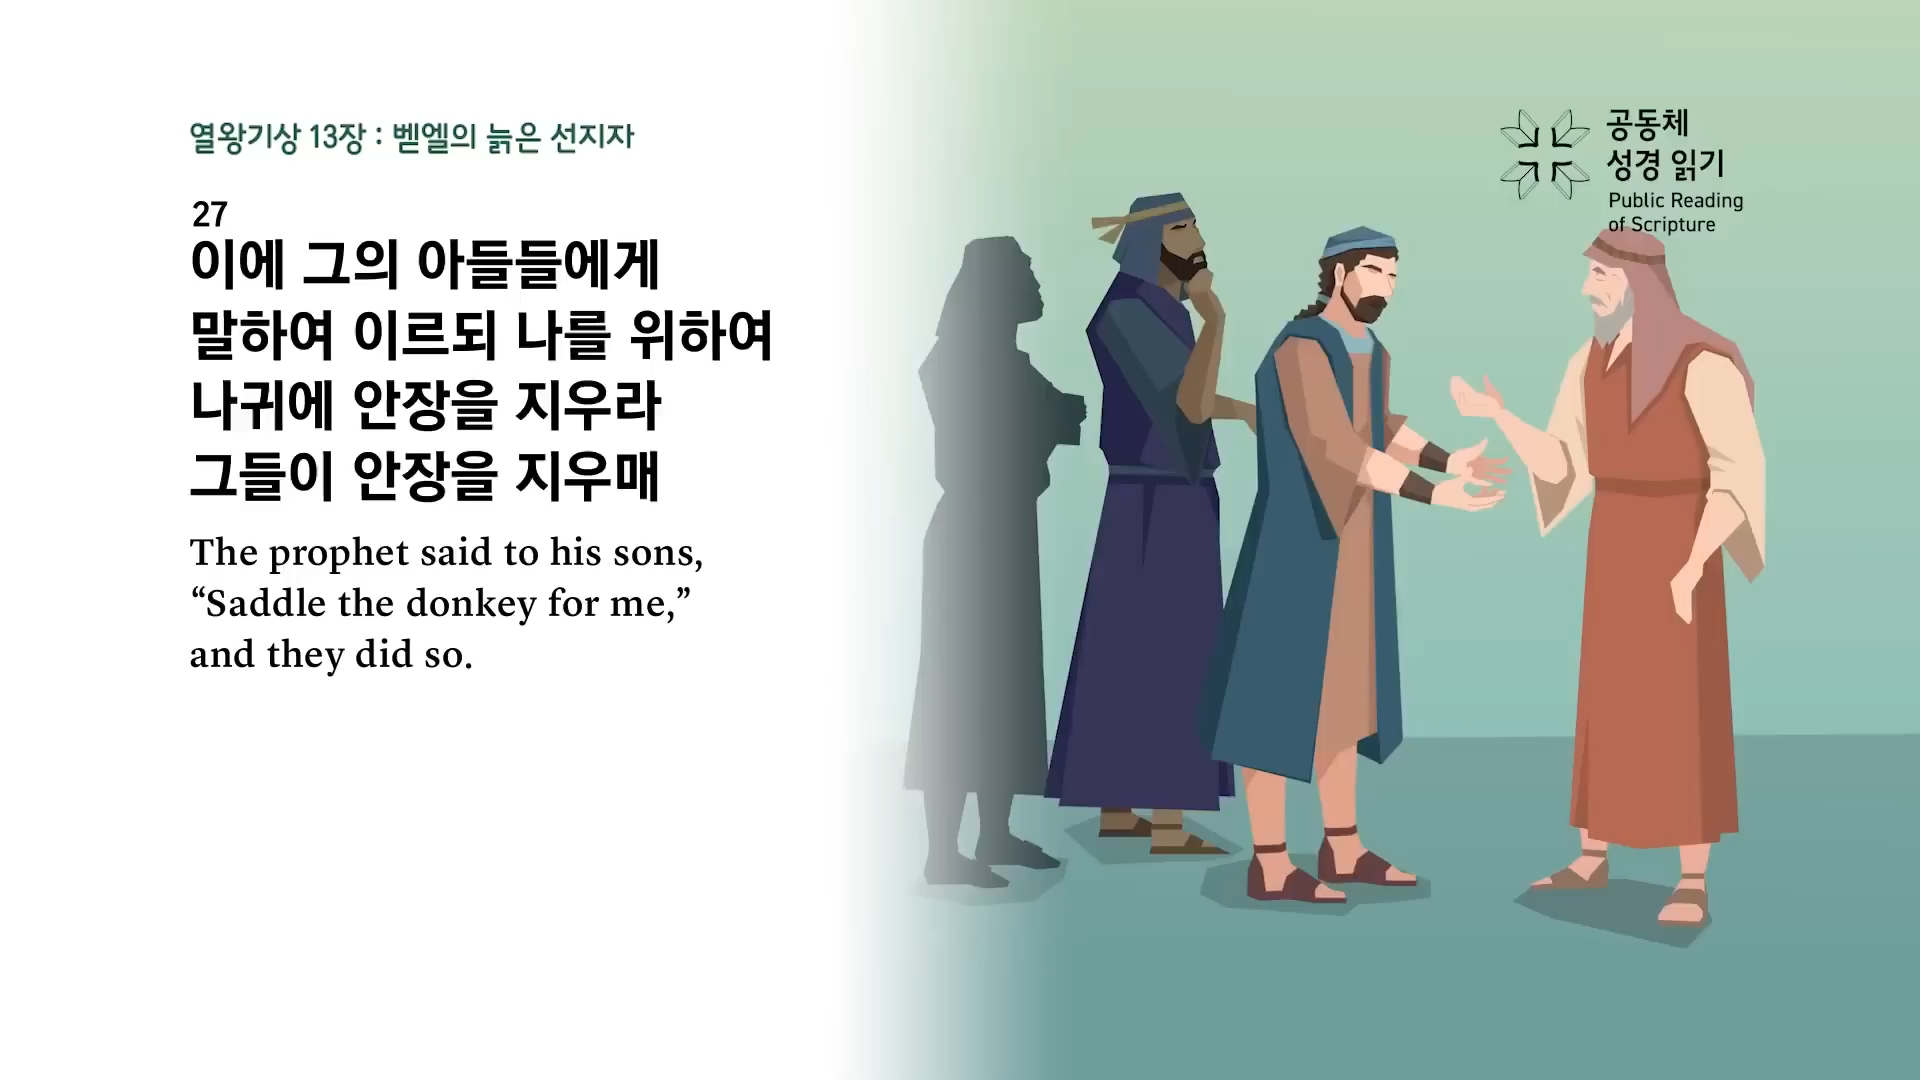 열왕기상 13장 : 벧엘의 늙은 선지자
27
이에 그의 아들들에게
말하여 이르되 나를 위하여
나귀에 안장을 지우라
그들이 안장을 지우매
The prophet said to his sons,
“Saddle the donkey for me,”
and they did so.
공동체
성경 읽기
Public Reading
of Scripture